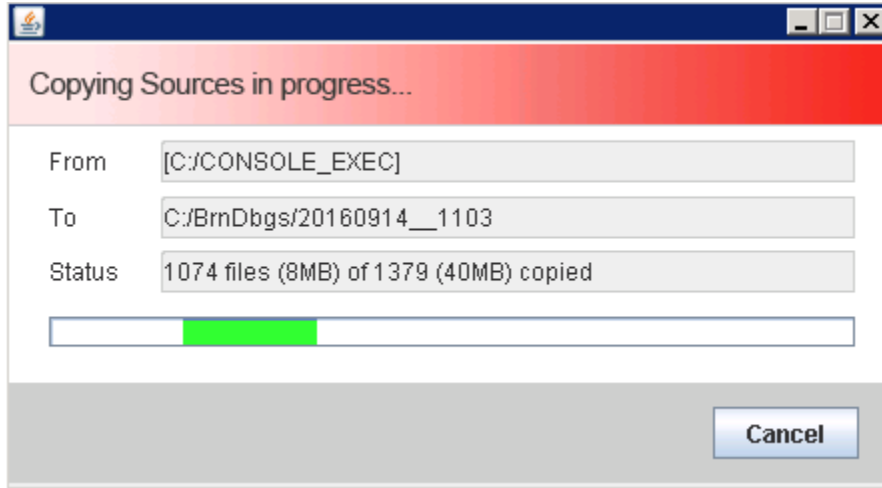 Copying Sources in progress...
From [C:/CONSOLE_EXEC]
To C:/BrnDbgs/20160914__1103
Status 1074 files (8MB) of 1379 (40MB) copied
Cancel